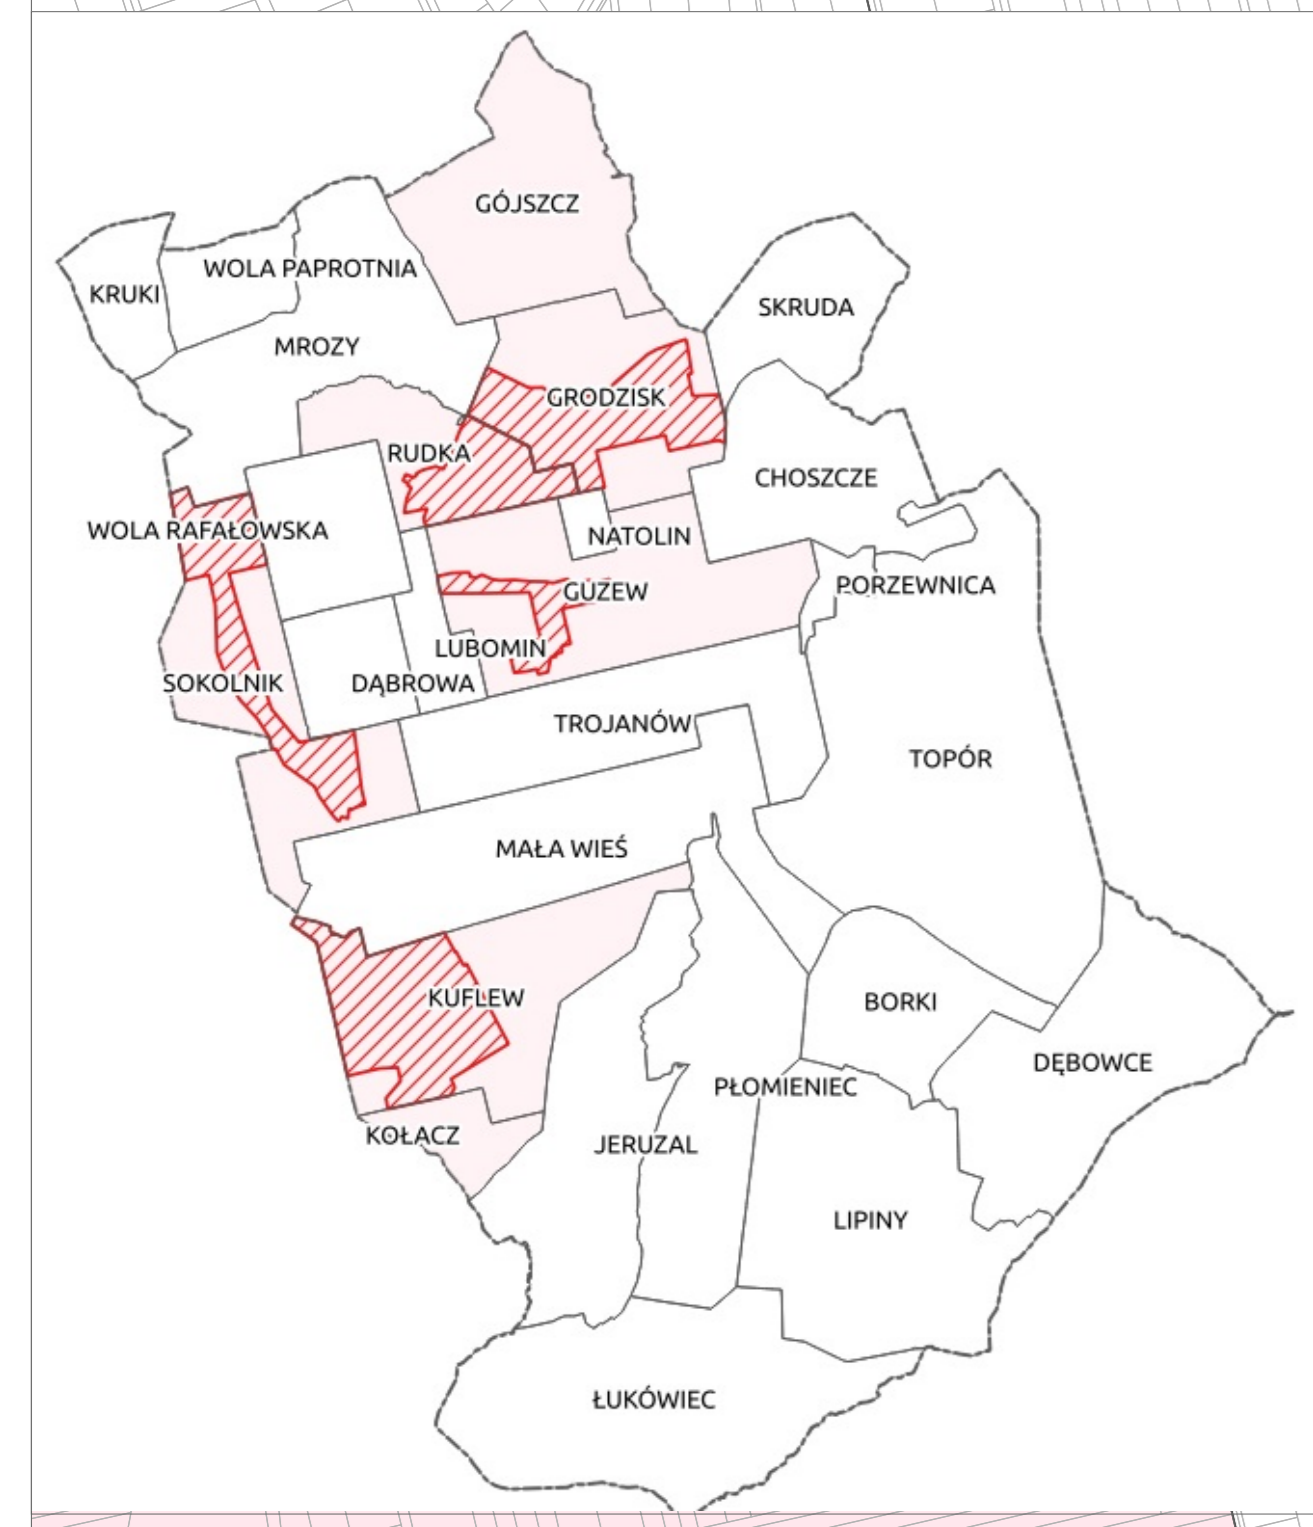 GÓJSZCZ
WOLA PAPROTNIA
KRUKI
SKRUDA
MROZY
GRODZISK
RUDKA
CHOSZCZE
WOLA RAFAŁOWSKA
NATOLIN
PORZEWNICA
GUZEW
LUBOMIN
SOKOLNIK
DĄBROWA
TROJANÓW
TOPÓR
MAŁA WIEŚ
KUFLEW
BORKI
DĘBOWCE
PŁOMIENIEC
KOŁACZ
JERUZAL
LIPINY
ŁUKÓWIEC